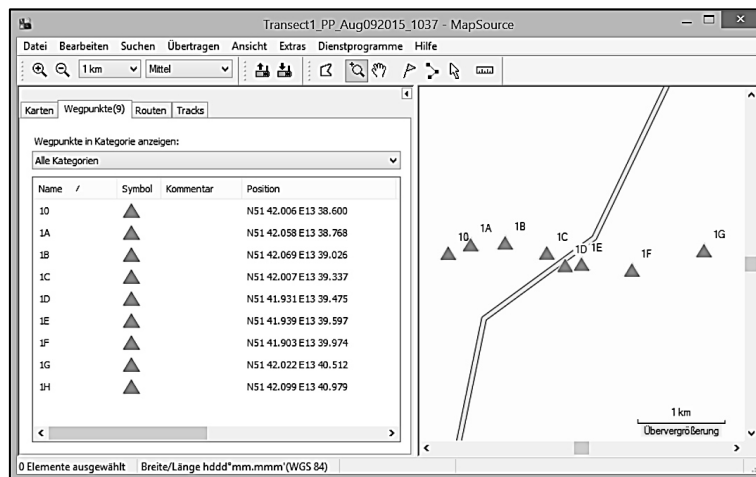 Transect1_PP_Aug092015_1037 - MapSource
Datei Bearbeiten Suchen Übertragen Ansicht Extras Dienstprogramme Hilfe
1 km Mittel
Karten Wegpunkte(9) Routen Tracks
Wegpunkte in Kategorie anzeigen:
Alle Kategorien
Name / Symbol Kommentar Position
10 N51 42.006 E13 38.600
1A N51 42.058 E13 38.768
1B N51 42.069 E13 39.026
1C N51 42.007 E13 39.337
1D N51 41.931 E13 39.475
1E N51 41.939 E13 39.597
1F N51 41.903 E13 39.974
1G N51 42.022 E13 40.512
1H N51 42.099 E13 40.979
10 1A 1B 1C 1D 1E 1F 1G
1 km
Übervergrößerung
0 Elemente ausgewählt Breite/Länge hddd°mm.mmm'(WGS 84)